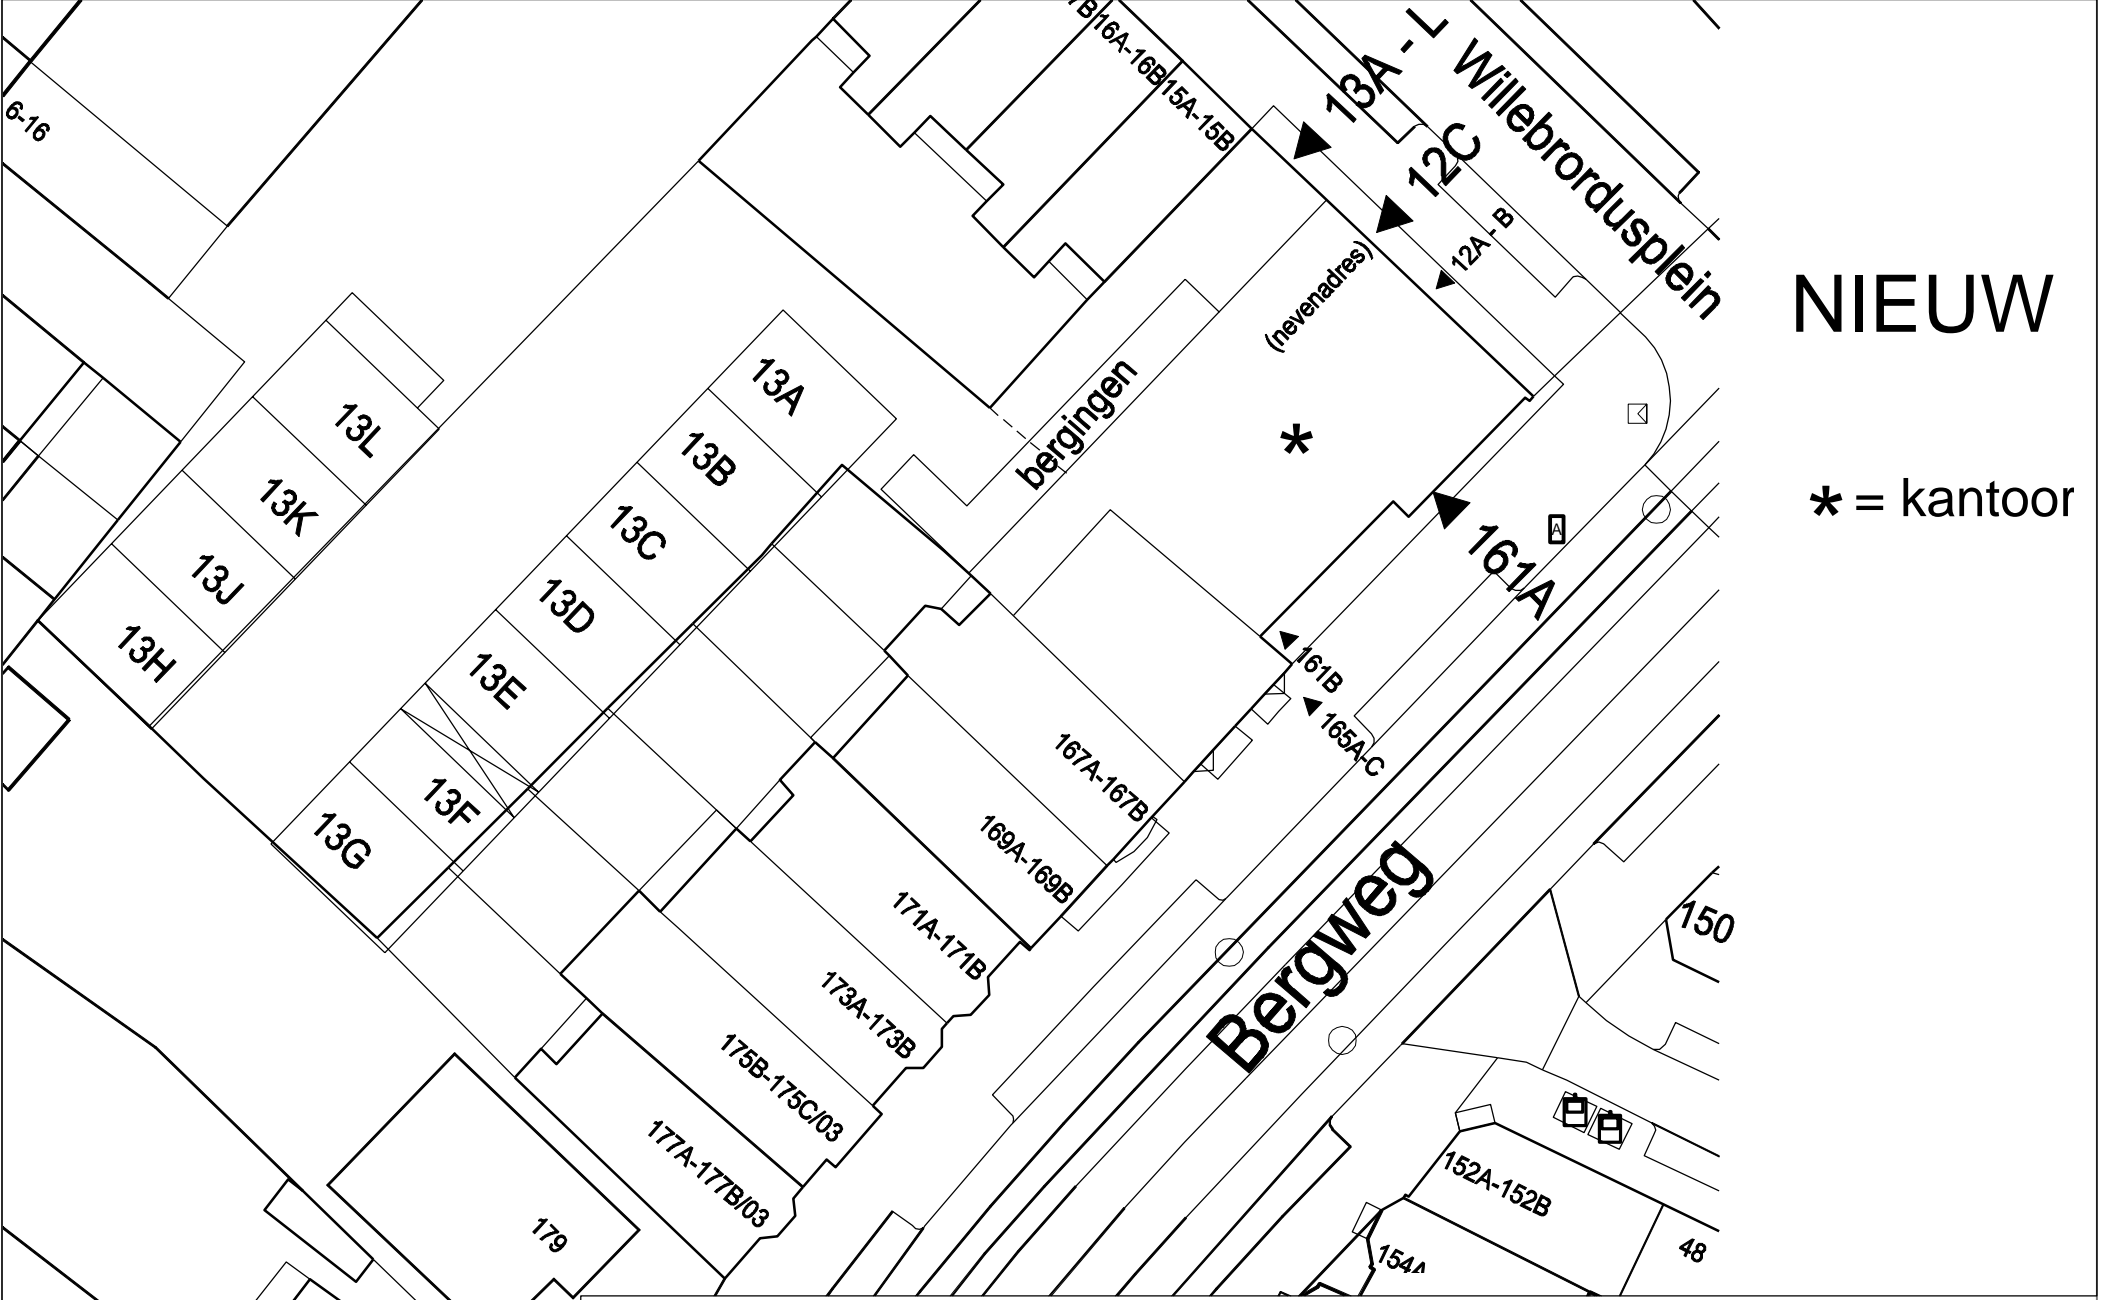 6-16
16A-16B
15A-15B
13A - L
12C
12A - B
Willebrordusplein
(nevenadres)
NIEUW
* = kantoor
*
bergingen
13A
13B
13C
13D
13E
13F
13G
13L
13K
13J
13H
161A
A
161B
165A-C
167A-167B
169A-169B
171A-171B
173A-173B
175B-175C/03
177A-177B/03
179
Bergweg
150
152A-152B
154A
48